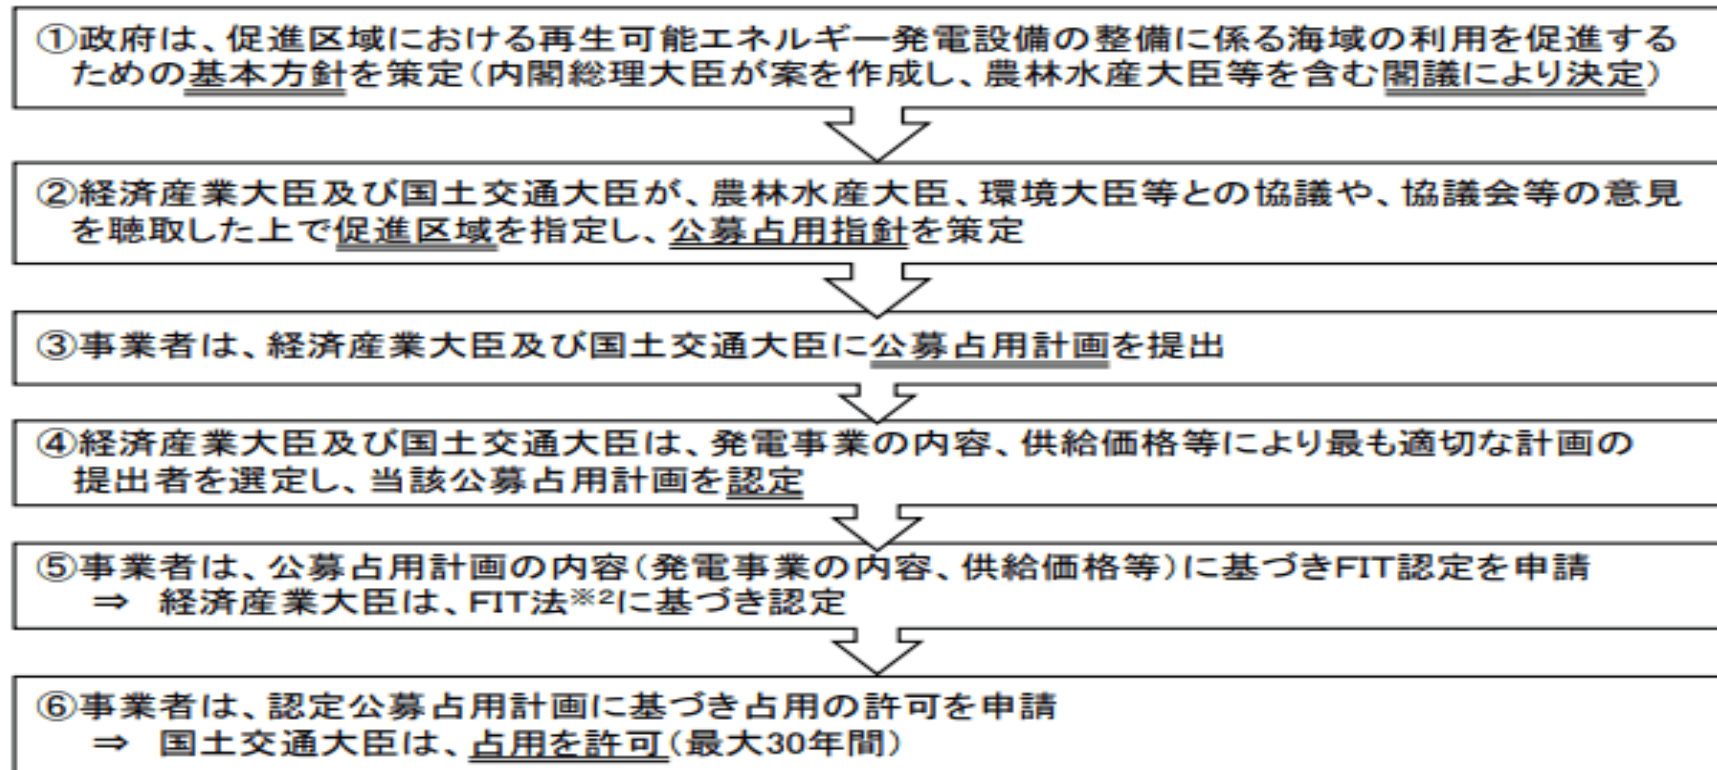 ①政府は、促進区域における再生可能エネルギー発電設備の整備に係る海域の利用を促進する
ための基本方針を策定（内閣総理大臣が案を作成し、農林水産大臣等を含む閣議により決定）
②経済産業大臣及び国土交通大臣が、農林水産大臣、環境大臣等との協議や、協議会等の意見
を聴取した上で促進区域を指定し、公募占用指針を策定
③事業者は、経済産業大臣及び国土交通大臣に公募占用計画を提出
④経済産業大臣及び国土交通大臣は、発電事業の内容、供給価格等により最も適切な計画の
提出者を選定し、当該公募占用計画を認定
⑤事業者は、公募占用計画の内容（発電事業の内容、供給価格等）に基づきFIT認定を申請
⇒ 経済産業大臣は、FIT法※2に基づき認定
⑥事業者は、認定公募占用計画に基づき占用の許可を申請
⇒ 国土交通大臣は、占用を許可（最大30年間）